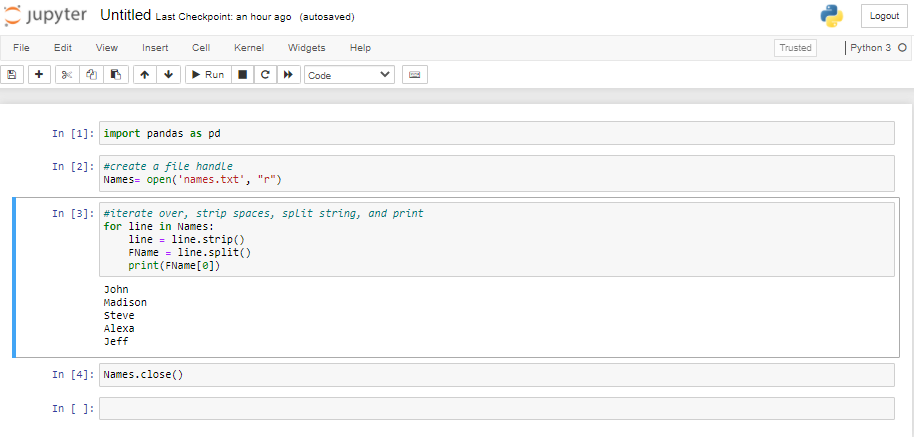 jupyter Untitled Last Checkpoint: an hour ago (autosaved)
Logout
File Edit View Insert Cell Kernel Widgets Help
Trusted Python 3
Run Code
In [1]: import pandas as pd
In [2]: #create a file handle
Names= open('names.txt', "r")
In [3]: #iterate over, strip spaces, split string, and print
for line in Names:
    line = line.strip()
    FName = line.split()
    print(FName[0])
John
Madison
Steve
Alexa
Jeff
In [4]: Names.close()
In [ ]: